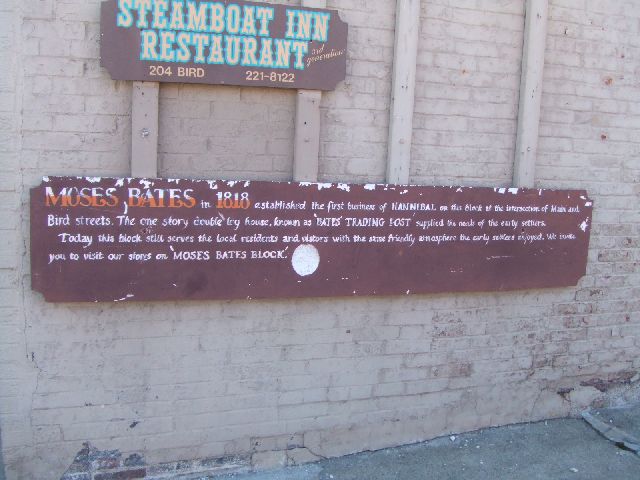 STEAMBOAT INN
RESTAURANT 3rd generation
204 BIRD 221-8122
MOSES BATES in 1818 established the first business of HANNIBAL on this block at the intersection of Main and
Bird streets. The one story double log house, known as "BATES' TRADING POST" supplied the needs of the early settlers.
Today this block still serves the local residents and visitors with the same friendly atmosphere the early settlers enjoyed. We invite
you to visit our stores on "MOSES BATES BLOCK."